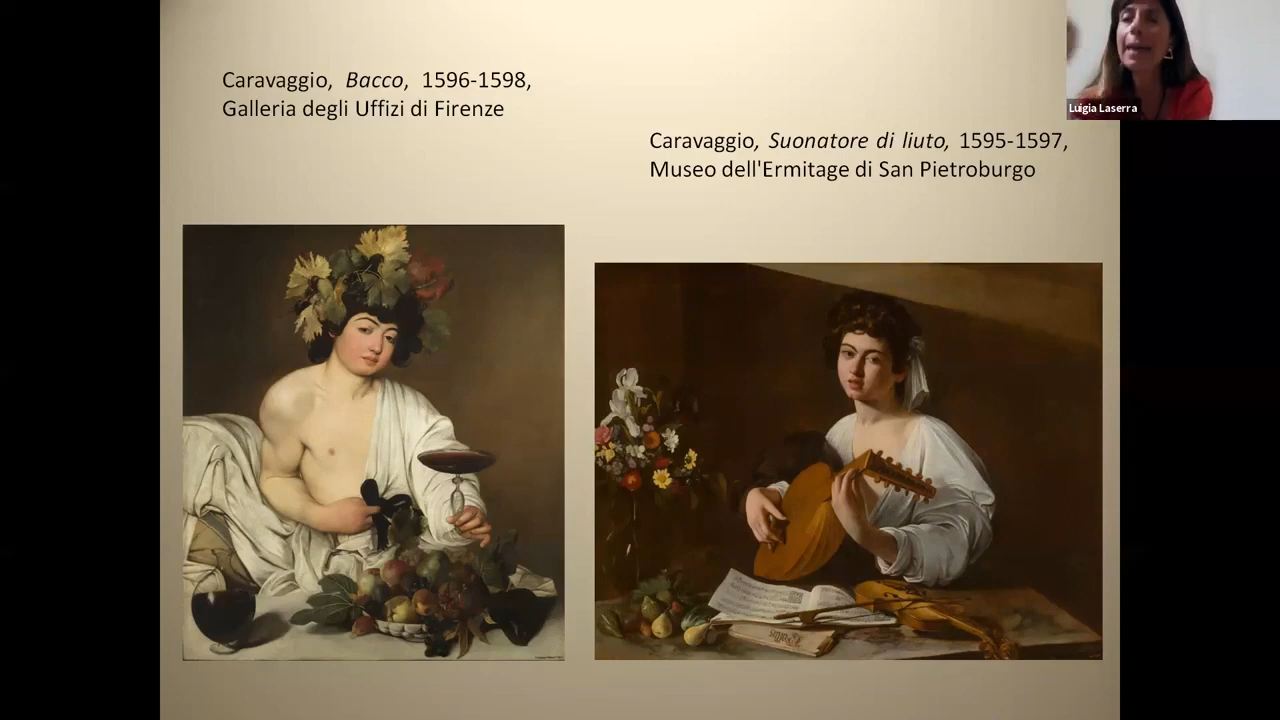 Caravaggio, Bacco, 1596-1598,
Galleria degli Uffizi di Firenze
Luigia Laserra
Caravaggio, Suonatore di liuto, 1595-1597,
Museo dell'Ermitage di San Pietroburgo